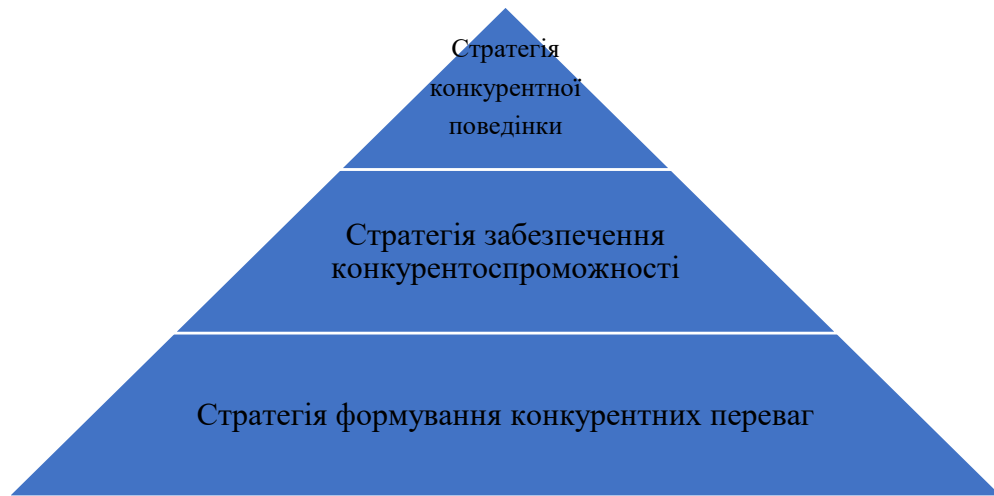 Стратегія
конкурентної
поведінки
Стратегія забезпечення
конкурентоспроможності
Стратегія формування конкурентних переваг